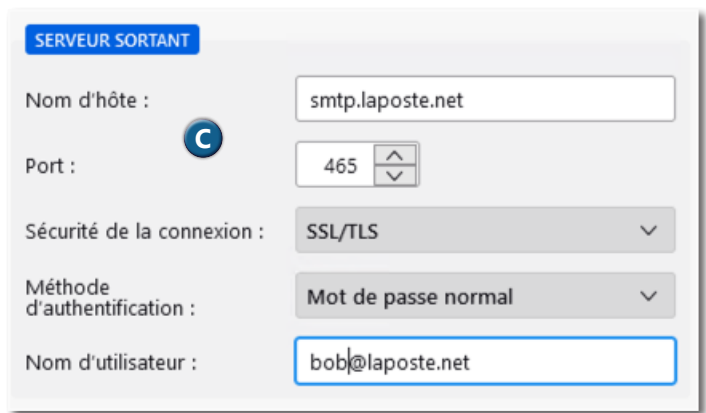 SERVEUR SORTANT
Nom d'hôte : smtp.laposte.net
C
Port : 465
Sécurité de la connexion : SSL/TLS
Méthode
d'authentification : Mot de passe normal
Nom d'utilisateur : bob@laposte.net